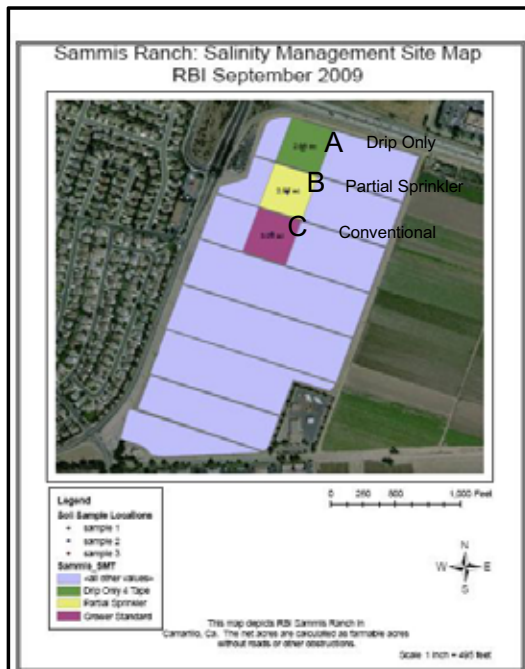 Sammis Ranch: Salinity Management Site Map
RBI September 2009
A Drip Only
B Partial Sprinkler
C Conventional
Legend
Soil Sample Locations
sample 1
sample 2
sample 3
Sammis_SMT
<all other values>
Drip Only 4 Tape
Partial Sprinkler
Grower Standard
0 250 500 1,000 Feet
N
W E
S
This map depicts RBI Sammis Ranch in
Camarillo, Ca. The net acres are calculated as farmable acres
without roads or other obstructions.
Scale 1 inch = 495 feet